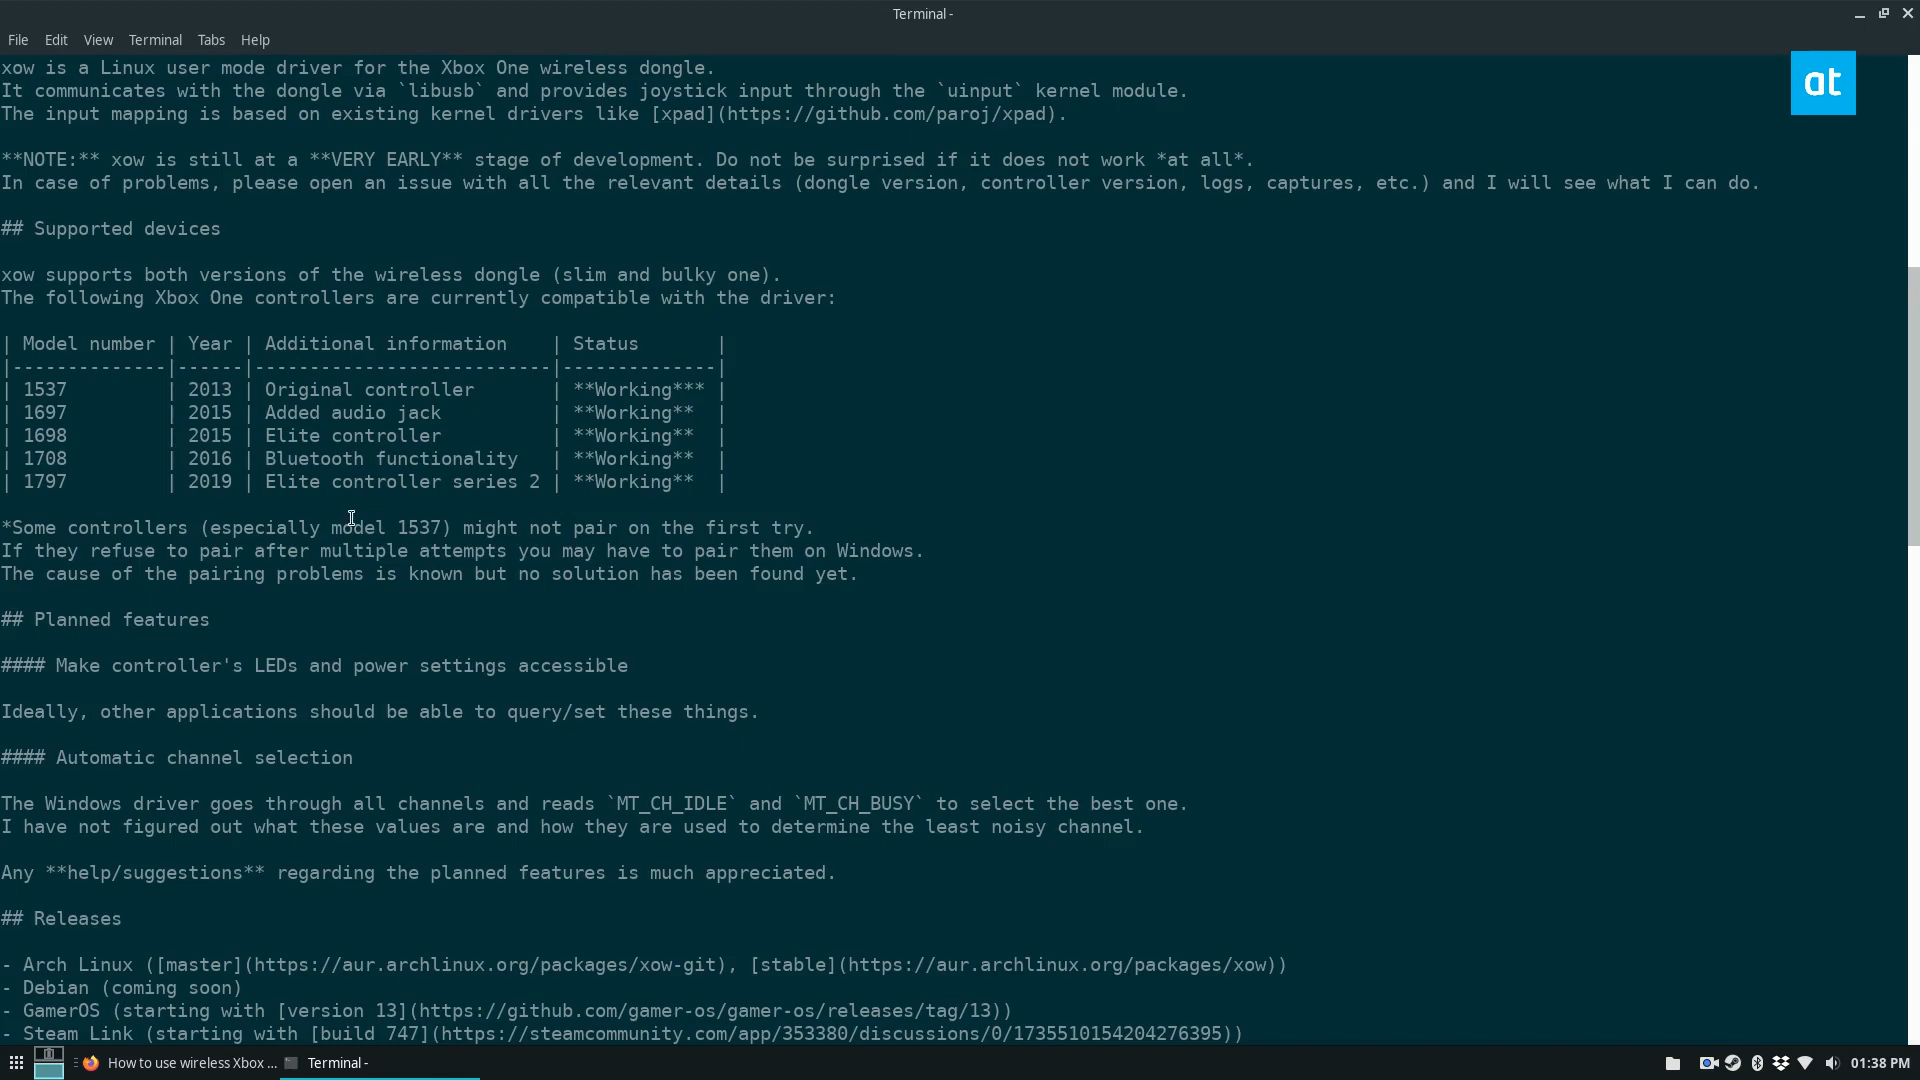 Terminal -
File Edit View Terminal Tabs Help
at
xow is a Linux user mode driver for the Xbox One wireless dongle.
It communicates with the dongle via `libusb` and provides joystick input through the `uinput` kernel module.
The input mapping is based on existing kernel drivers like [xpad](https://github.com/paroj/xpad).
**NOTE:** xow is still at a **VERY EARLY** stage of development. Do not be surprised if it does not work *at all*.
In case of problems, please open an issue with all the relevant details (dongle version, controller version, logs, captures, etc.) and I will see what I can do.
## Supported devices
xow supports both versions of the wireless dongle (slim and bulky one).
The following Xbox One controllers are currently compatible with the driver:
| Model number | Year | Additional information    | Status       |
|--------------|------|---------------------------|--------------|
| 1537         | 2013 | Original controller       | **Working*** |
| 1697         | 2015 | Added audio jack          | **Working**  |
| 1698         | 2015 | Elite controller          | **Working**  |
| 1708         | 2016 | Bluetooth functionality   | **Working**  |
| 1797         | 2019 | Elite controller series 2 | **Working**  |
*Some controllers (especially model 1537) might not pair on the first try.
If they refuse to pair after multiple attempts you may have to pair them on Windows.
The cause of the pairing problems is known but no solution has been found yet.
## Planned features
#### Make controller's LEDs and power settings accessible
Ideally, other applications should be able to query/set these things.
#### Automatic channel selection
The Windows driver goes through all channels and reads `MT_CH_IDLE` and `MT_CH_BUSY` to select the best one.
I have not figured out what these values are and how they are used to determine the least noisy channel.
Any **help/suggestions** regarding the planned features is much appreciated.
## Releases
- Arch Linux ([master](https://aur.archlinux.org/packages/xow-git), [stable](https://aur.archlinux.org/packages/xow))
- Debian (coming soon)
- GamerOS (starting with [version 13](https://github.com/gamer-os/gamer-os/releases/tag/13))
- Steam Link (starting with [build 747](https://steamcommunity.com/app/353380/discussions/0/1735510154204276395))
How to use wireless Xbox ... Terminal - 01:38 PM